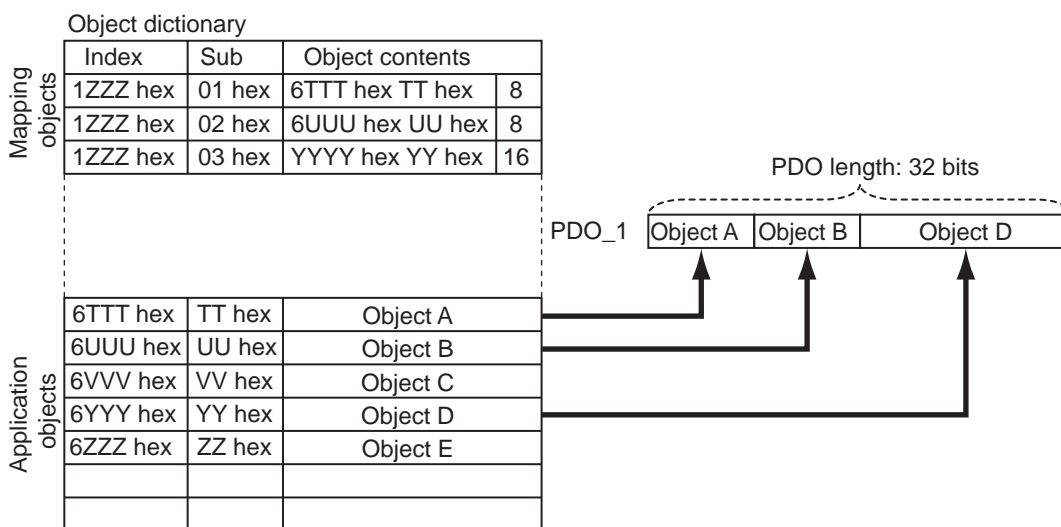 Object dictionary
Mapping objects
Index Sub Object contents
1ZZZ hex 01 hex 6TTT hex TT hex 8
1ZZZ hex 02 hex 6UUU hex UU hex 8
1ZZZ hex 03 hex YYYY hex YY hex 16
PDO length: 32 bits
PDO_1 Object A Object B Object D
Application objects
6TTT hex TT hex Object A
6UUU hex UU hex Object B
6VVV hex VV hex Object C
6YYY hex YY hex Object D
6ZZZ hex ZZ hex Object E